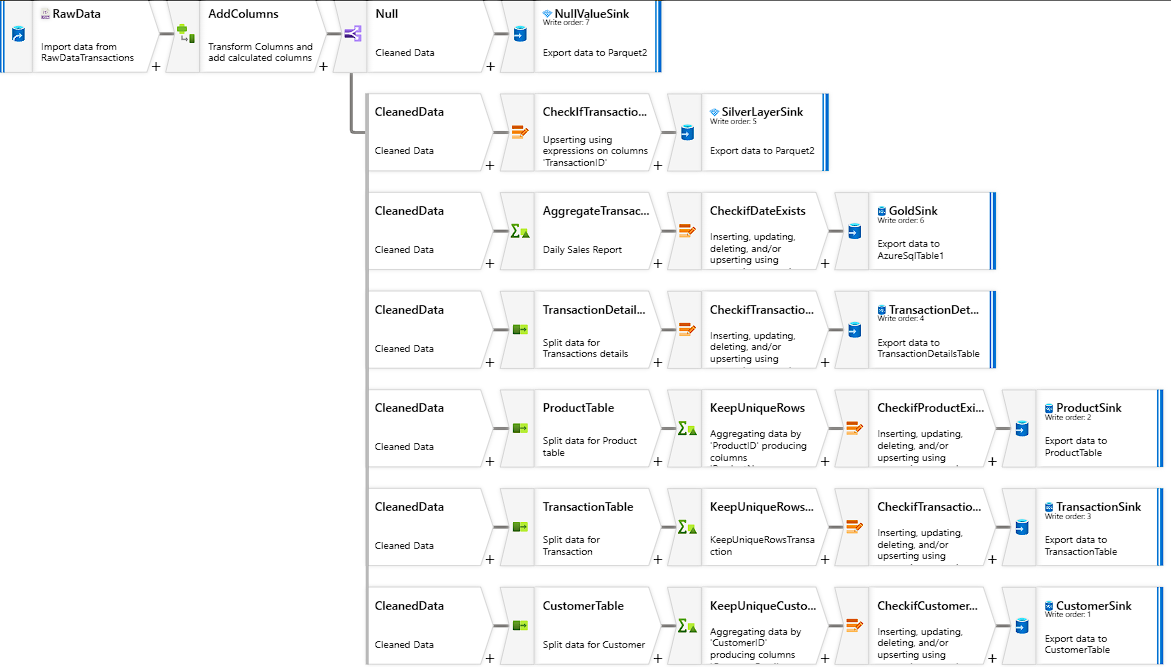 RawData
Import data from
RawDataTransactions
+
AddColumns
Transform Columns and
add calculated columns
+
Null
Cleaned Data
+
NullValueSink
Write order: 7
Export data to Parquet2
CleanedData
Cleaned Data
+
CheckIfTransactio...
Upserting using
expressions on columns
'TransactionID'
+
SilverLayerSink
Write order: 5
Export data to Parquet2
CleanedData
Cleaned Data
+
AggregateTransac...
Daily Sales Report
+
CheckifDateExists
Inserting, updating,
deleting, and/or
upserting using
+
GoldSink
Write order: 6
Export data to
AzureSqlTable1
CleanedData
Cleaned Data
+
TransactionDetail...
Split data for
Transactions details
+
CheckifTransactio...
Inserting, updating,
deleting, and/or
upserting using
+
TransactionDet...
Write order: 4
Export data to
TransactionDetailsTable
CleanedData
Cleaned Data
+
ProductTable
Split data for Product
table
+
KeepUniqueRows
Aggregating data by
'ProductID' producing
columns
+
CheckifProductExi...
Inserting, updating,
deleting, and/or
upserting using
+
ProductSink
Write order: 2
Export data to
ProductTable
CleanedData
Cleaned Data
+
TransactionTable
Split data for
Transaction
+
KeepUniqueRows...
KeepUniqueRowsTransa
ction
+
CheckifTransactio...
Inserting, updating,
deleting, and/or
upserting using
+
TransactionSink
Write order: 3
Export data to
TransactionTable
CleanedData
Cleaned Data
+
CustomerTable
Split data for Customer
+
KeepUniqueCusto...
Aggregating data by
'CustomerID'
producing columns
+
CheckifCustomer...
Inserting, updating,
deleting, and/or
upserting using
+
CustomerSink
Write order: 1
Export data to
CustomerTable